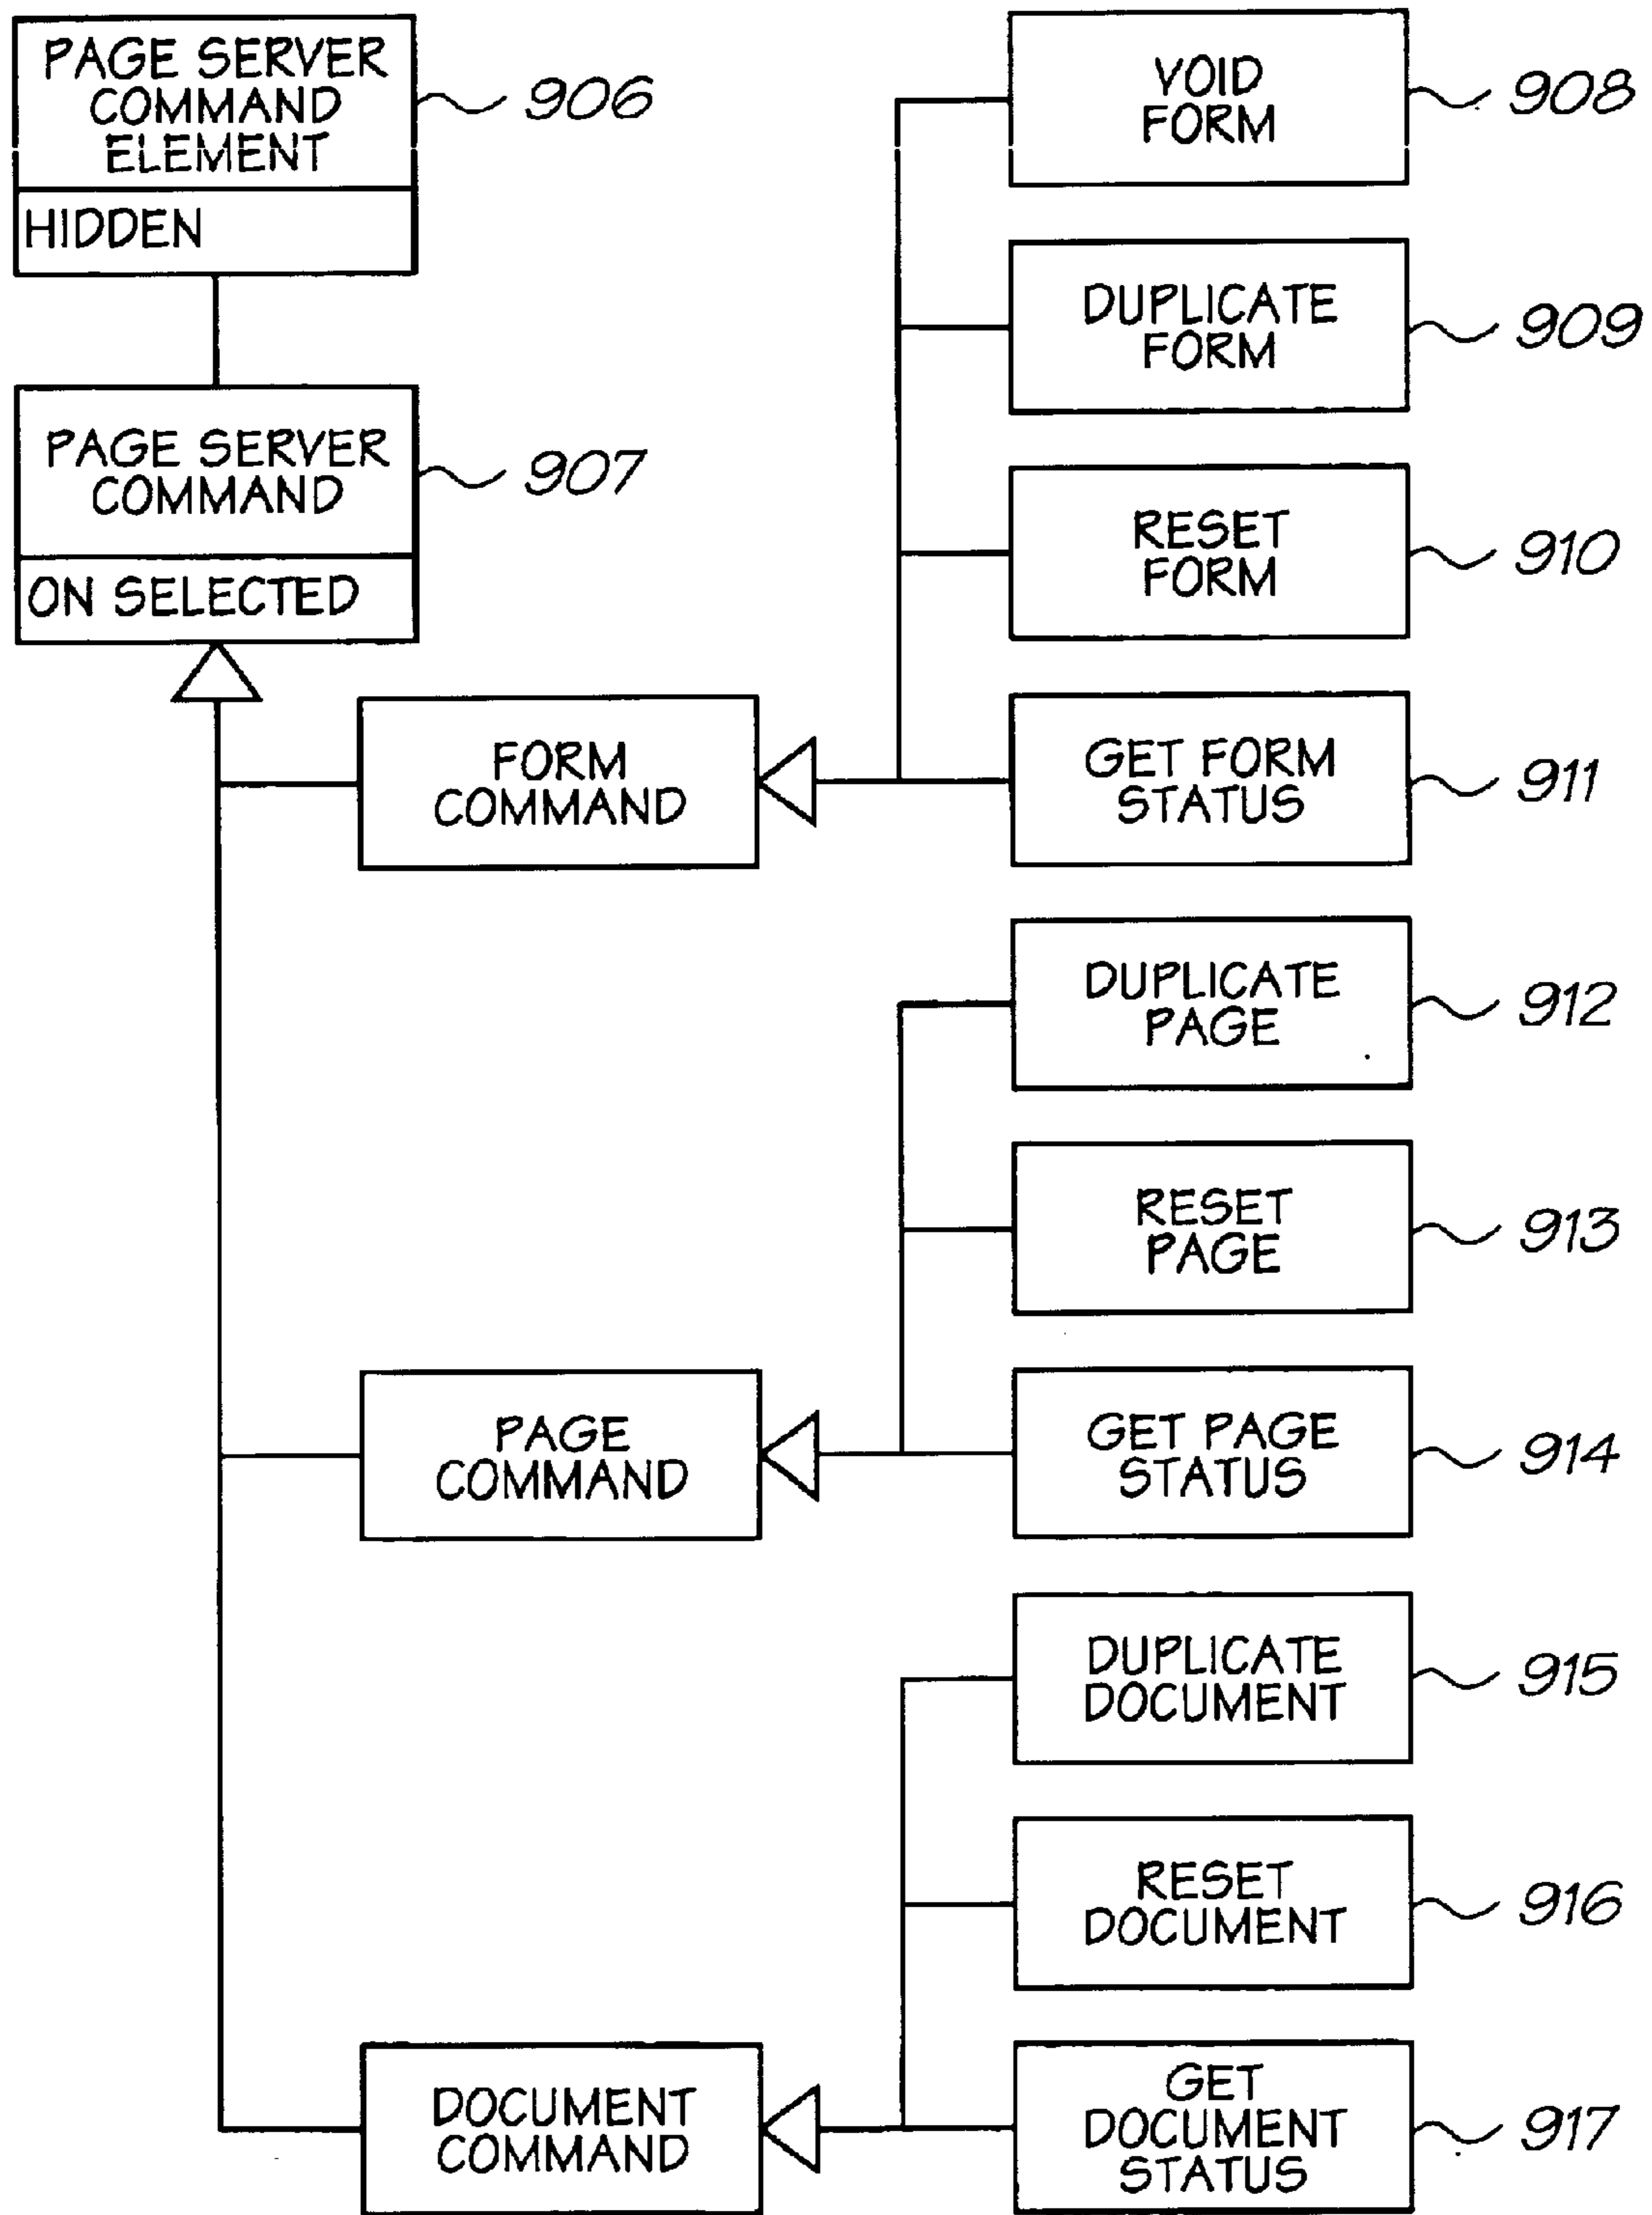 PAGE SERVER
COMMAND
ELEMENT
906
HIDDEN
PAGE SERVER
COMMAND
907
ON SELECTED
VOID
FORM
908
DUPLICATE
FORM
909
RESET
FORM
910
FORM
COMMAND
GET FORM
STATUS
911
DUPLICATE
PAGE
912
RESET
PAGE
913
PAGE
COMMAND
GET PAGE
STATUS
914
DUPLICATE
DOCUMENT
915
RESET
DOCUMENT
916
DOCUMENT
COMMAND
GET
DOCUMENT
STATUS
917